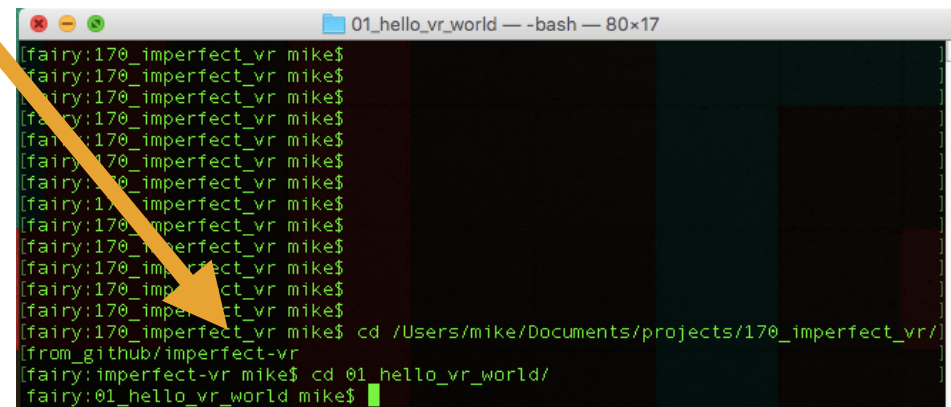 01_hello_vr_world — -bash — 80×17
[fairy:170_imperfect_vr mike$ ]
[fairy:170_imperfect_vr mike$ ]
[fairy:170_imperfect_vr mike$ ]
[fairy:170_imperfect_vr mike$ ]
[fairy:170_imperfect_vr mike$ ]
[fairy:170_imperfect_vr mike$ ]
[fairy:170_imperfect_vr mike$ ]
[fairy:170_imperfect_vr mike$ ]
[fairy:170_imperfect_vr mike$ ]
[fairy:170_imperfect_vr mike$ ]
[fairy:170_imperfect_vr mike$ ]
[fairy:170_imperfect_vr mike$ ]
[fairy:170_imperfect_vr mike$ ]
[fairy:170_imperfect_vr mike$ cd /Users/mike/Documents/projects/170_imperfect_vr/]
[from_github/imperfect-vr ]
[fairy:imperfect-vr mike$ cd 01_hello_vr_world/ ]
fairy:01_hello_vr_world mike$